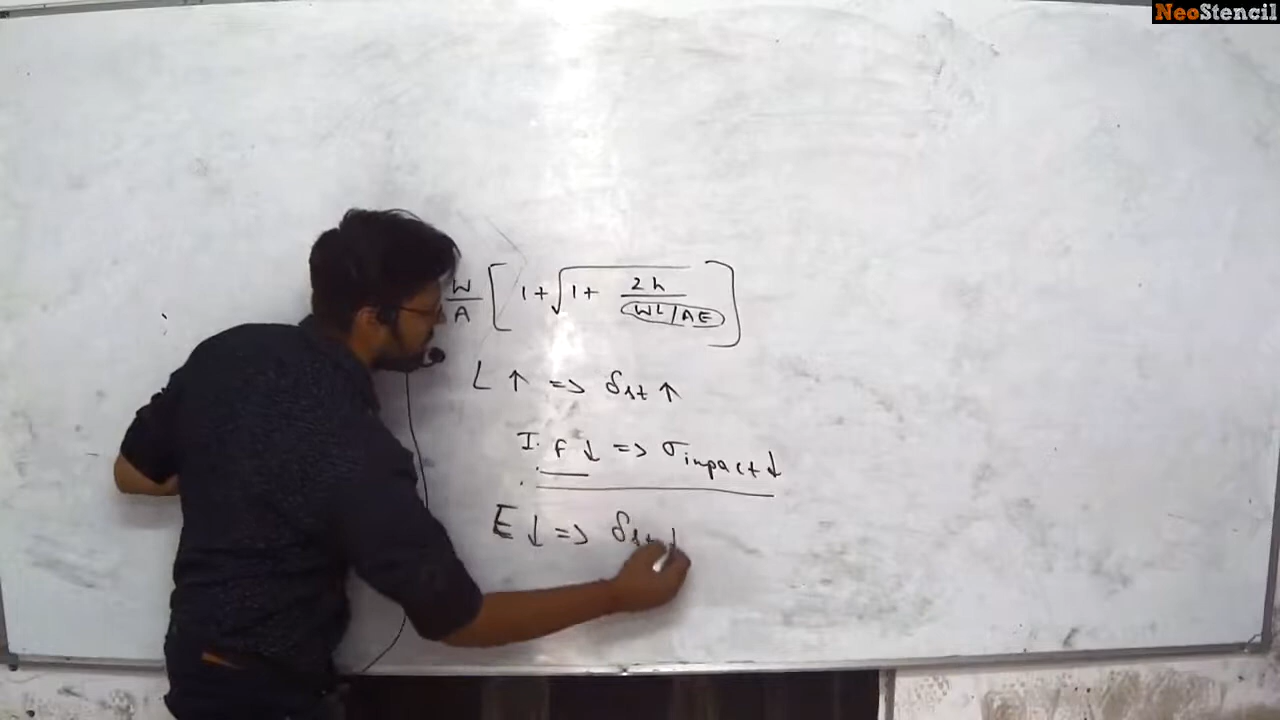 NeoStencil
W/A [1+√1+ 2h/(WL/AE)]
L ↑ => δst ↑
I.f ↓ => σimpact ↓
E ↓ => δst